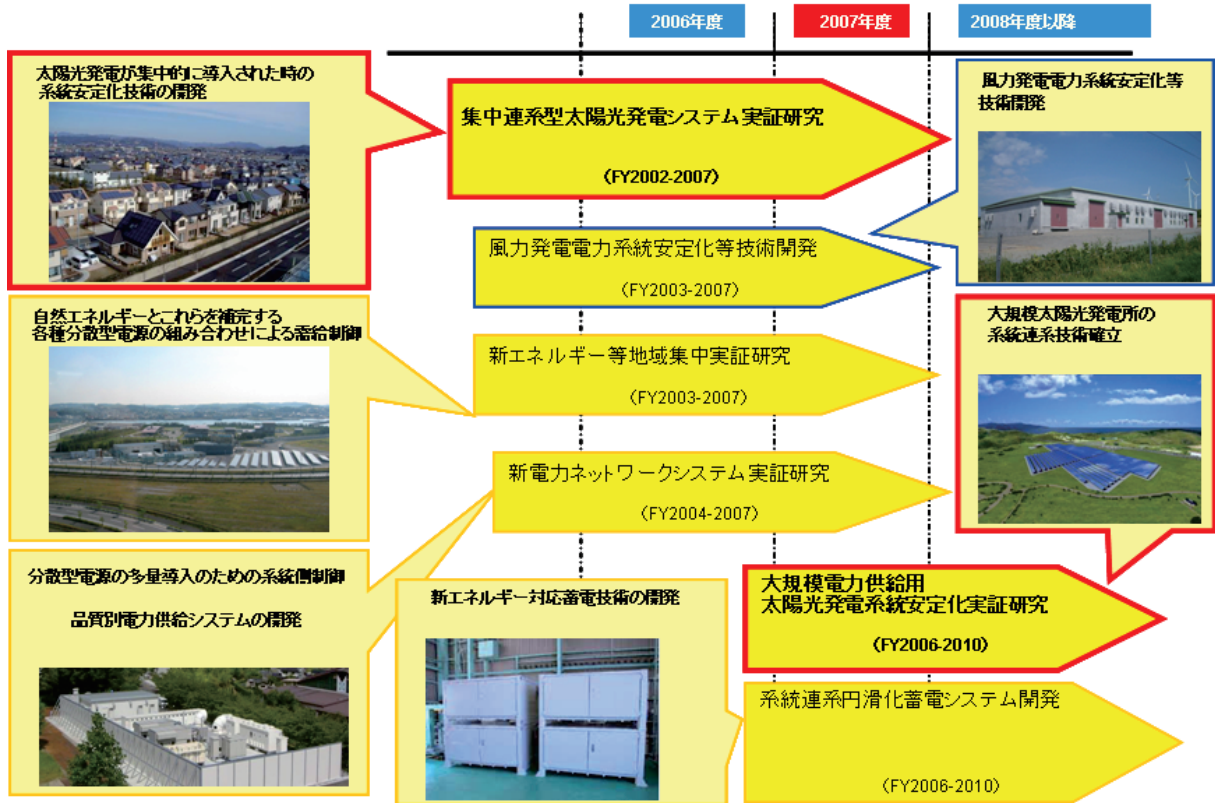 2006年度
2007年度
2008年度以降
太陽光発電が集中的に導入された時の
系統安定化技術の開発
集中連系型太陽光発電システム実証研究
(FY2002-2007)
風力発電電力系統安定化等
技術開発
風力発電電力系統安定化等技術開発
(FY2003-2007)
自然エネルギーとこれらを補完する
各種分散型電源の組み合わせによる需給制御
新エネルギー等地域集中実証研究
(FY2003-2007)
大規模太陽光発電所の
系統連系技術確立
新電力ネットワークシステム実証研究
(FY2004-2007)
分散型電源の多量導入のための系統側制御
品質別電力供給システムの開発
新エネルギー対応蓄電技術の開発
大規模電力供給用
太陽光発電系統安定化実証研究
(FY2006-2010)
系統連系円滑化蓄電システム開発
(FY2006-2010)